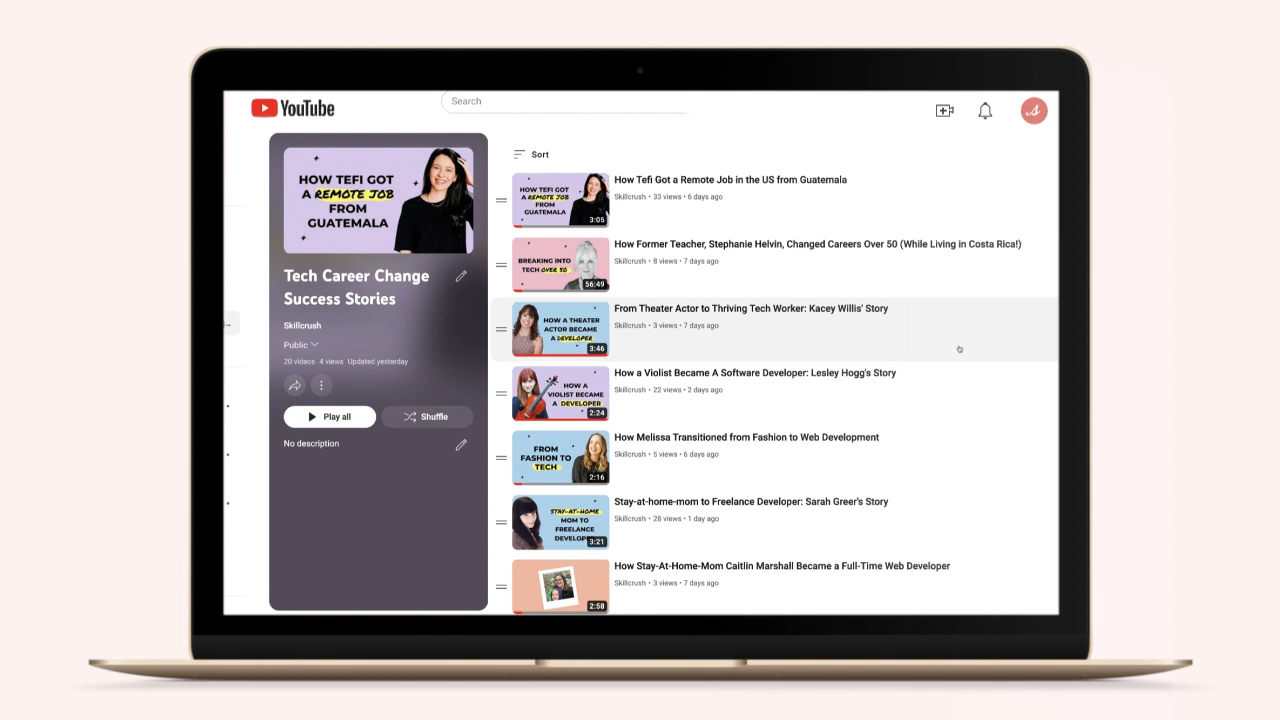 YouTube
Search
HOW TEFI GOT
A REMOTE JOB
FROM
GUATEMALA
Tech Career Change
Success Stories
Skillcrush
Public
20 videos 4 views Updated yesterday
Play all
Shuffle
No description
Sort
HOW TEFI GOT
A REMOTE JOB
FROM
GUATEMALA
3:05
How Tefi Got a Remote Job in the US from Guatemala
Skillcrush • 33 views • 6 days ago
BREAKING INTO
TECH OVER 50
56:49
How Former Teacher, Stephanie Helvin, Changed Careers Over 50 (While Living in Costa Rica!)
Skillcrush • 8 views • 7 days ago
HOW A THEATER
ACTOR BECAME
A DEVELOPER
3:46
From Theater Actor to Thriving Tech Worker: Kacey Willis' Story
Skillcrush • 3 views • 7 days ago
HOW A
VIOLIST BECAME
A DEVELOPER
2:24
How a Violist Became A Software Developer: Lesley Hogg's Story
Skillcrush • 22 views • 2 days ago
FROM
FASHION TO
TECH
2:16
How Melissa Transitioned from Fashion to Web Development
Skillcrush • 5 views • 6 days ago
STAY-AT-HOME
MOM TO
FREELANCE
DEVELOP
3:21
Stay-at-home-mom to Freelance Developer: Sarah Greer's Story
Skillcrush • 28 views • 1 day ago
2:58
How Stay-At-Home-Mom Caitlin Marshall Became a Full-Time Web Developer
Skillcrush • 3 views • 7 days ago